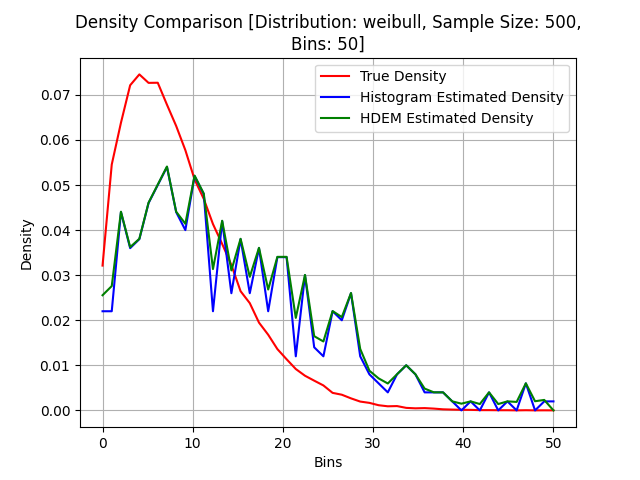 Density Comparison [Distribution: weibull, Sample Size: 500,
Bins: 50]
True Density
Histogram Estimated Density
HDEM Estimated Density
Density
0.07
0.06
0.05
0.04
0.03
0.02
0.01
0.00
0 10 20 30 40 50
Bins